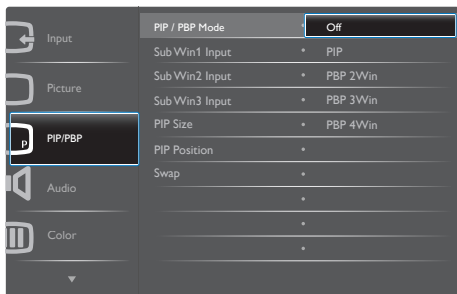 Input
Picture
P
PIP/PBP
Audio
Color
PIP / PBP Mode • Off
Sub Win1 Input • PIP
Sub Win2 Input • PBP 2Win
Sub Win3 Input • PBP 3Win
PIP Size • PBP 4Win
PIP Position •
Swap •
•
•
•